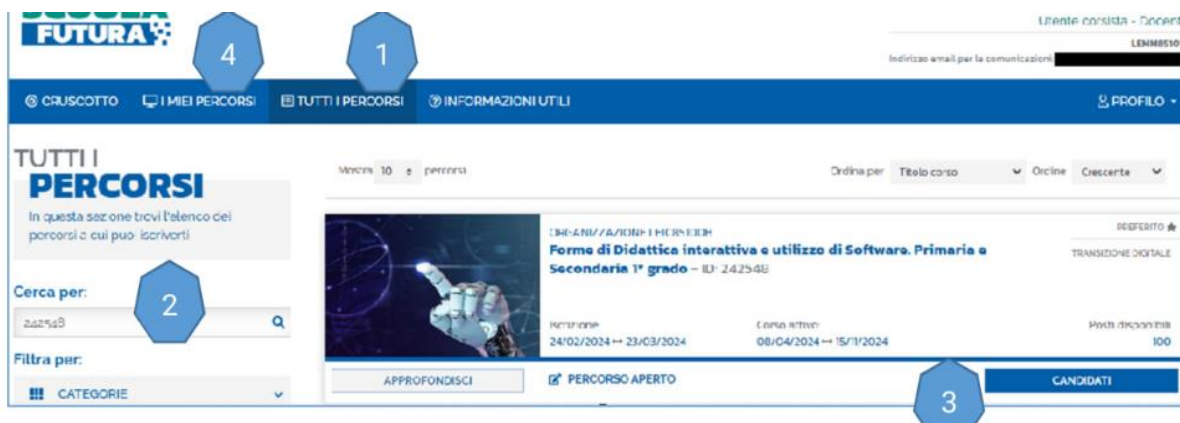 SCUOLA
FUTURA
4
1
Utente corsista - Docent
Indirizzo email per la comunicazioni:
CRUSCOTTO
I MIEI PERCORSI
TUTTI I PERCORSI
INFORMAZIONI UTILI
PROFILO
TUTTI I
PERCORSI
In questa sezione trovi l'elenco dei
percorsi a cui puoi iscriverti
Cerca per:
242548
2
Filtra per:
CATEGORIE
Mostra 10 percorsi
Ordina per Titolo corso
Ordine Crescente
ORGANIZZAZIONE
PREFERITO
Forme di Didattica interattiva e utilizzo di Software. Primaria e
Secondaria 1° grado - ID: 242548
TRANSIZIONE DIGITALE
Iscrizione:
24/02/2024 ↔ 23/03/2024
Corso attivo:
08/04/2024 ↔ 15/11/2024
Posti disponibili
100
APPROFONDISCI
PERCORSO APERTO
3
CANDIDATI